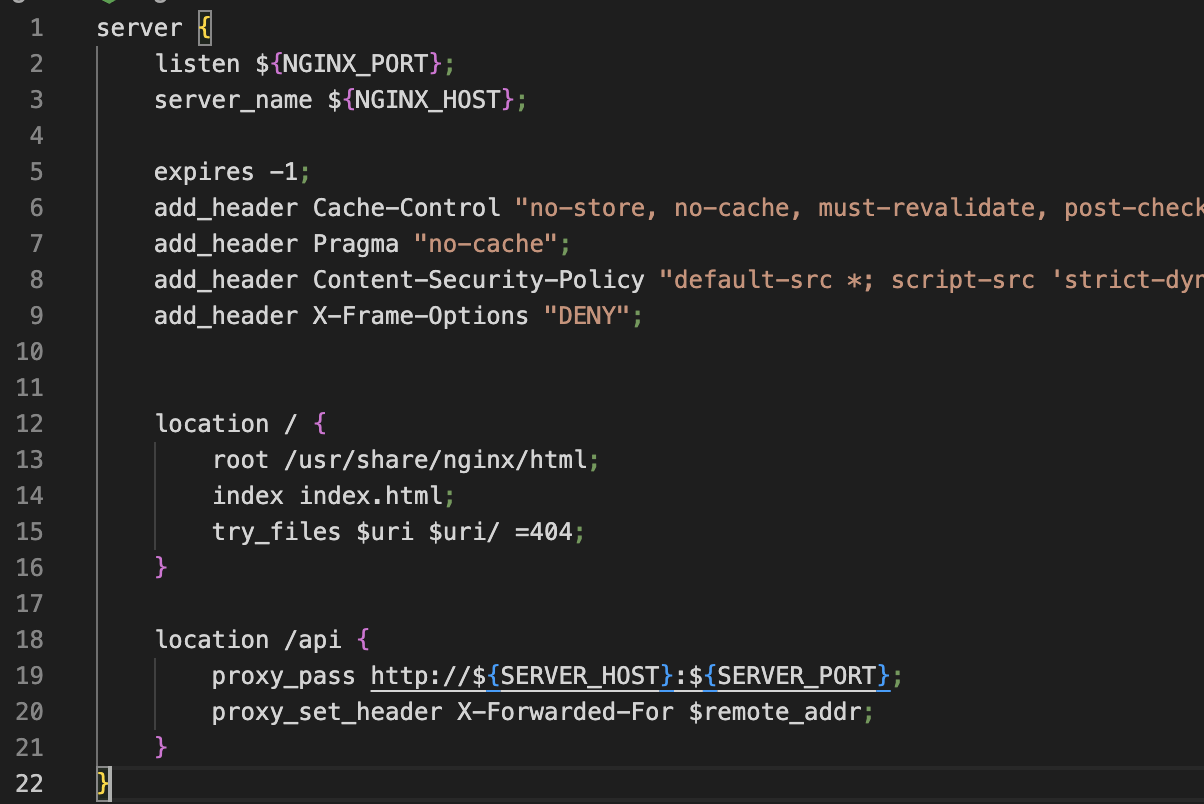 1 server {
2 listen ${NGINX_PORT};
3 server_name ${NGINX_HOST};
4
5 expires -1;
6 add_header Cache-Control "no-store, no-cache, must-revalidate, post-check
7 add_header Pragma "no-cache";
8 add_header Content-Security-Policy "default-src *; script-src 'strict-dyn
9 add_header X-Frame-Options "DENY";
10
11
12 location / {
13 root /usr/share/nginx/html;
14 index index.html;
15 try_files $uri $uri/ =404;
16 }
17
18 location /api {
19 proxy_pass http://${SERVER_HOST}:${SERVER_PORT};
20 proxy_set_header X-Forwarded-For $remote_addr;
21 }
22 }